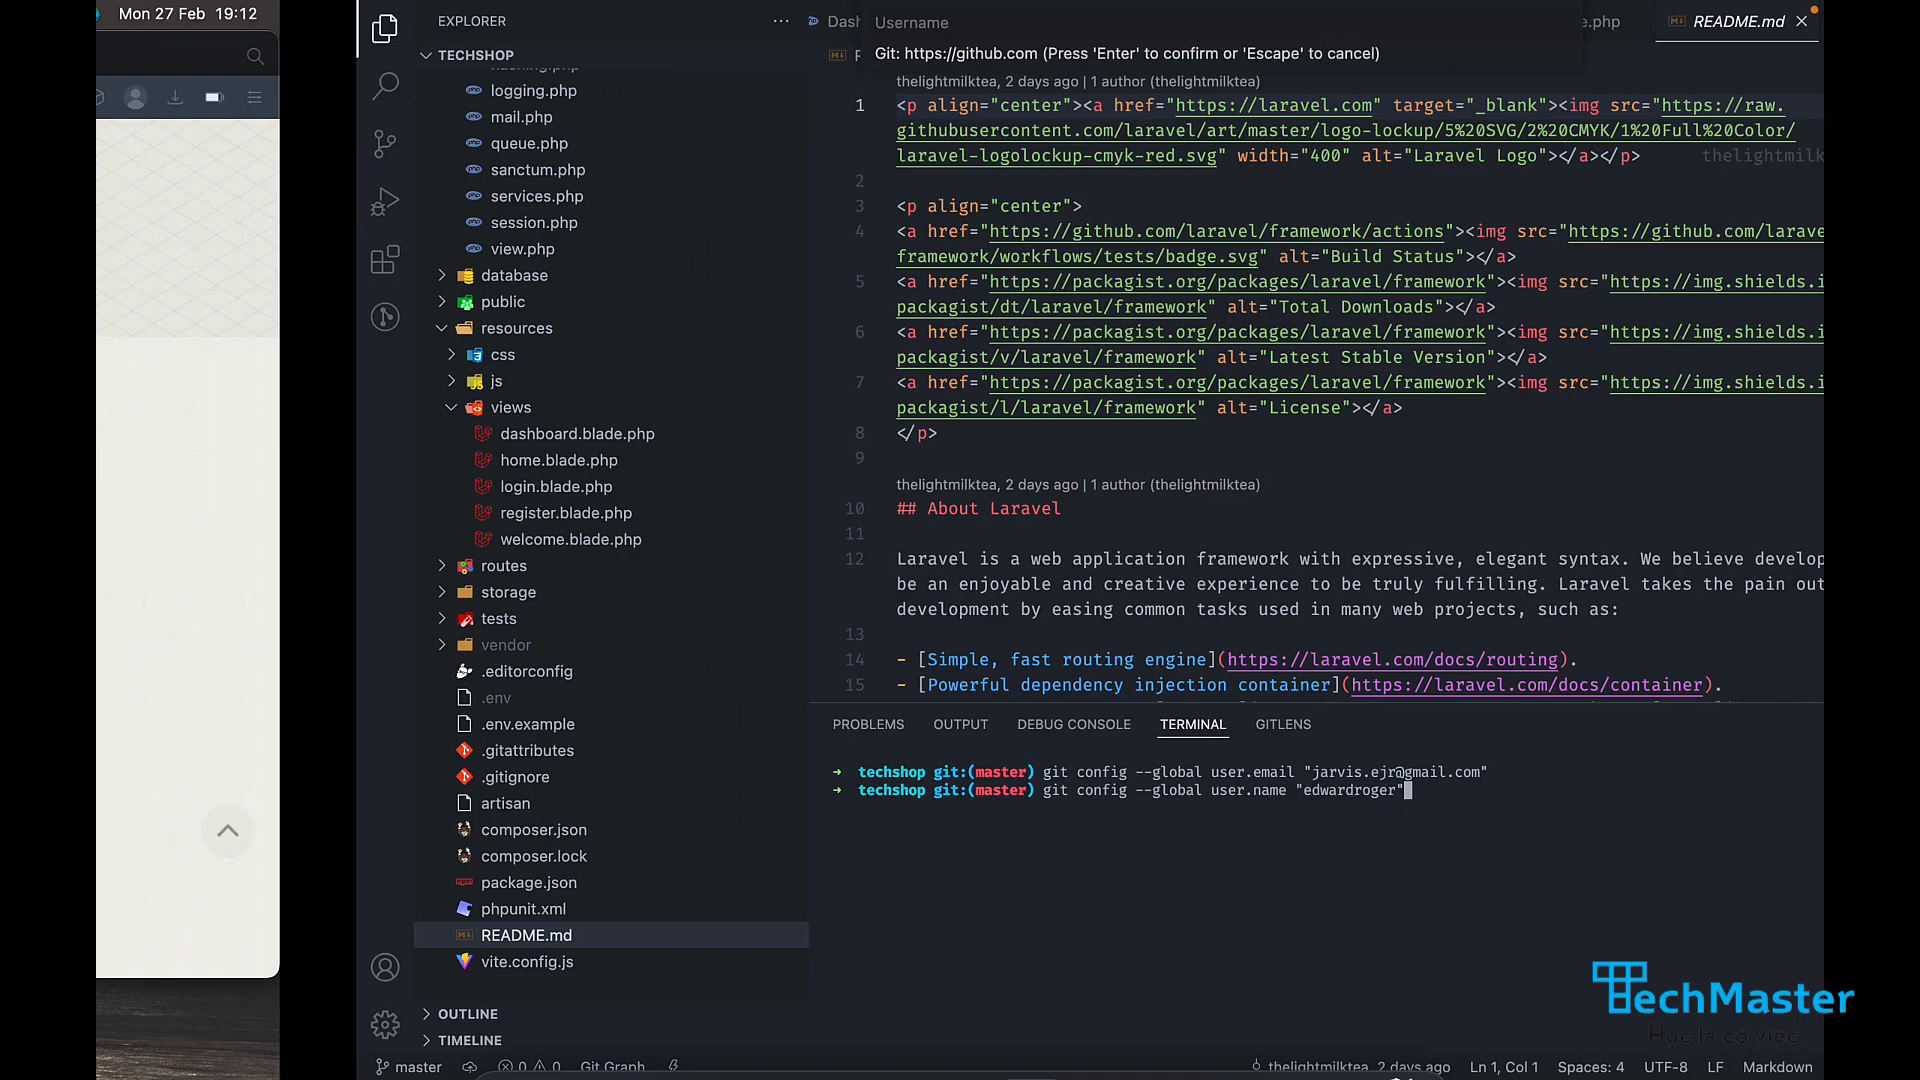 Mon 27 Feb 19:12
EXPLORER
TECHSHOP
logging.php
mail.php
queue.php
sanctum.php
services.php
session.php
view.php
database
public
resources
css
js
views
dashboard.blade.php
home.blade.php
login.blade.php
register.blade.php
welcome.blade.php
routes
storage
tests
vendor
.editorconfig
.env
.env.example
.gitattributes
.gitignore
artisan
composer.json
composer.lock
package.json
phpunit.xml
README.md
vite.config.js
OUTLINE
TIMELINE
Username
README.md
Git: https://github.com (Press 'Enter' to confirm or 'Escape' to cancel)
thelightmilktea, 2 days ago | 1 author (thelightmilktea)
1 <p align="center"><a href="https://laravel.com" target="_blank"><img src="https://raw.
githubusercontent.com/laravel/art/master/logo-lockup/5%20SVG/2%20CMYK/1%20Full%20Color/
laravel-logolockup-cmyk-red.svg" width="400" alt="Laravel Logo"></a></p> thelightmilk
2
3 <p align="center">
4 <a href="https://github.com/laravel/framework/actions"><img src="https://github.com/larave
framework/workflows/tests/badge.svg" alt="Build Status"></a>
5 <a href="https://packagist.org/packages/laravel/framework"><img src="https://img.shields.i
packagist/dt/laravel/framework" alt="Total Downloads"></a>
6 <a href="https://packagist.org/packages/laravel/framework"><img src="https://img.shields.i
packagist/v/laravel/framework" alt="Latest Stable Version"></a>
7 <a href="https://packagist.org/packages/laravel/framework"><img src="https://img.shields.i
packagist/l/laravel/framework" alt="License"></a>
8 </p>
9
thelightmilktea, 2 days ago | 1 author (thelightmilktea)
10 ## About Laravel
11
12 Laravel is a web application framework with expressive, elegant syntax. We believe develop
be an enjoyable and creative experience to be truly fulfilling. Laravel takes the pain out
development by easing common tasks used in many web projects, such as:
13
14 - [Simple, fast routing engine](https://laravel.com/docs/routing).
15 - [Powerful dependency injection container](https://laravel.com/docs/container).
PROBLEMS OUTPUT DEBUG CONSOLE TERMINAL GITLENS
→ techshop git:(master) git config --global user.email "jarvis.ejr@gmail.com"
→ techshop git:(master) git config --global user.name "edwardroger"
TechMaster
Học là có việc
master 0 0 Git Graph thelightmilktea, 2 days ago Ln 1, Col 1 Spaces: 4 UTF-8 LF Markdown